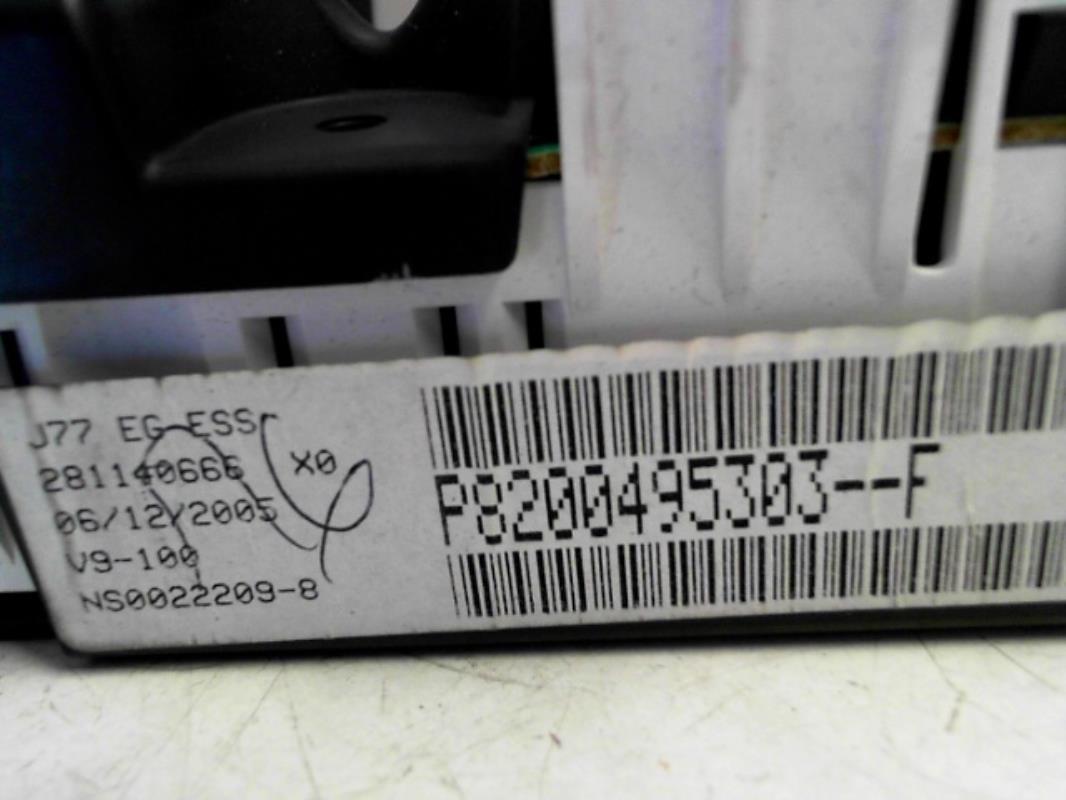 J77 EG ESS
281140666 X0
06/12/2005
V9-100
NS0022209-8
P8200495303--F